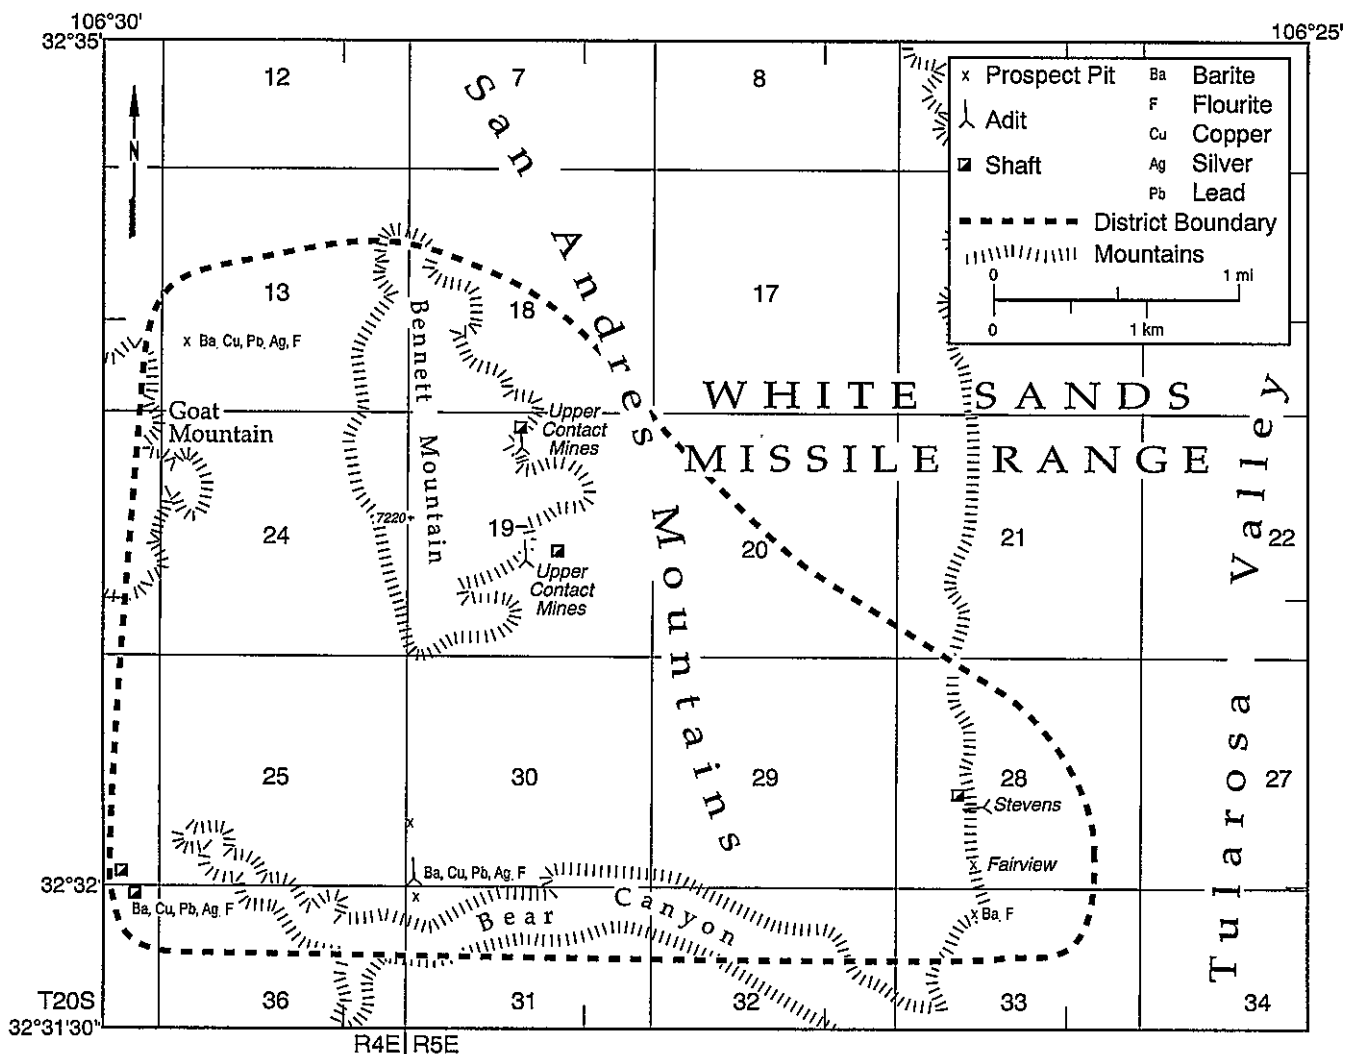 106°30'
106°25'
32°35'
12
7
8
x Prospect Pit
Ba Barite
F Flourite
Adit
Cu Copper
Shaft
Ag Silver
Pb Lead
District Boundary
Mountains
0 1 mi
0 1 km
N
San Andres Mountains
13
18
17
x Ba, Cu, Pb, Ag, F
Bennett Mountain
Goat
Mountain
Upper
Contact
Mines
WHITE SANDS
MISSILE RANGE
Tularosa Valley
7220+
24
19
20
21
22
Upper
Contact
Mines
25
30
29
28
27
Stevens
x
x Fairview
32°32'
Ba, Cu, Pb, Ag, F
x
Ba, Cu, Pb, Ag, F
Bear Canyon
x Ba, F
T20S
36
31
32
33
34
32°31'30"
R4E R5E